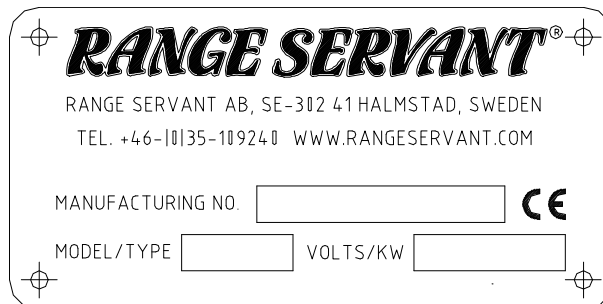 RANGE SERVANT®
RANGE SERVANT AB, SE-302 41 HALMSTAD, SWEDEN
TEL. +46-|0|35-109240 WWW.RANGESERVANT.COM
MANUFACTURING NO. CE
MODEL/TYPE VOLTS/KW